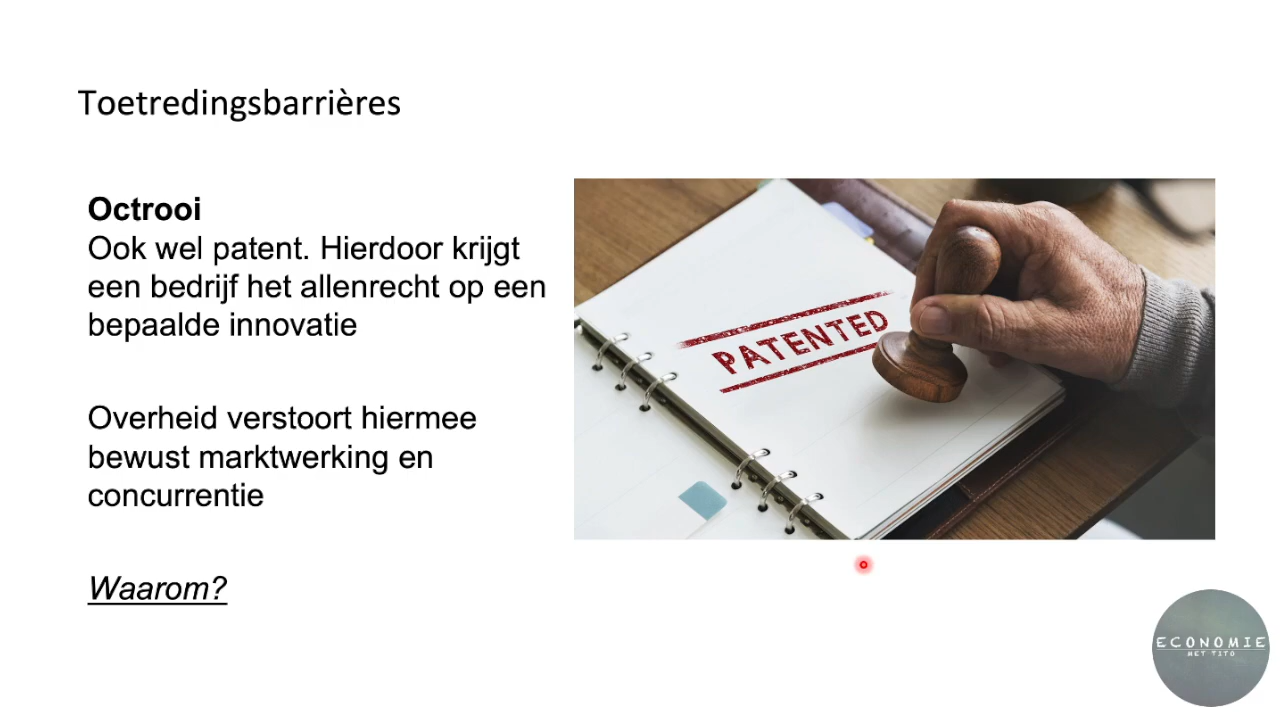 Toetredingsbarrières
Octrooi
Ook wel patent. Hierdoor krijgt
een bedrijf het allenrecht op een
bepaalde innovatie
Overheid verstoort hiermee
bewust marktwerking en
concurrentie
Waarom?
PATENTED
ECONOMIE
MET TITO